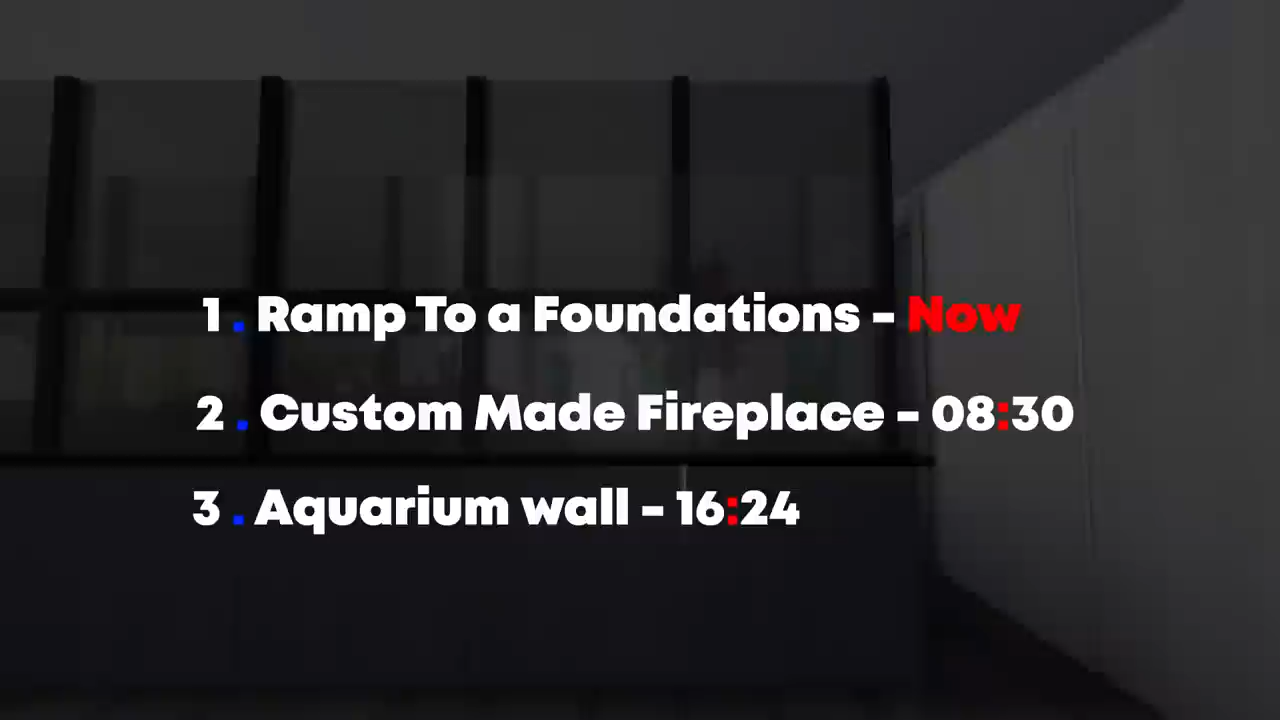 1 . Ramp To a Foundations - Now
2 . Custom Made Fireplace - 08:30
3 . Aquarium wall - 16:24